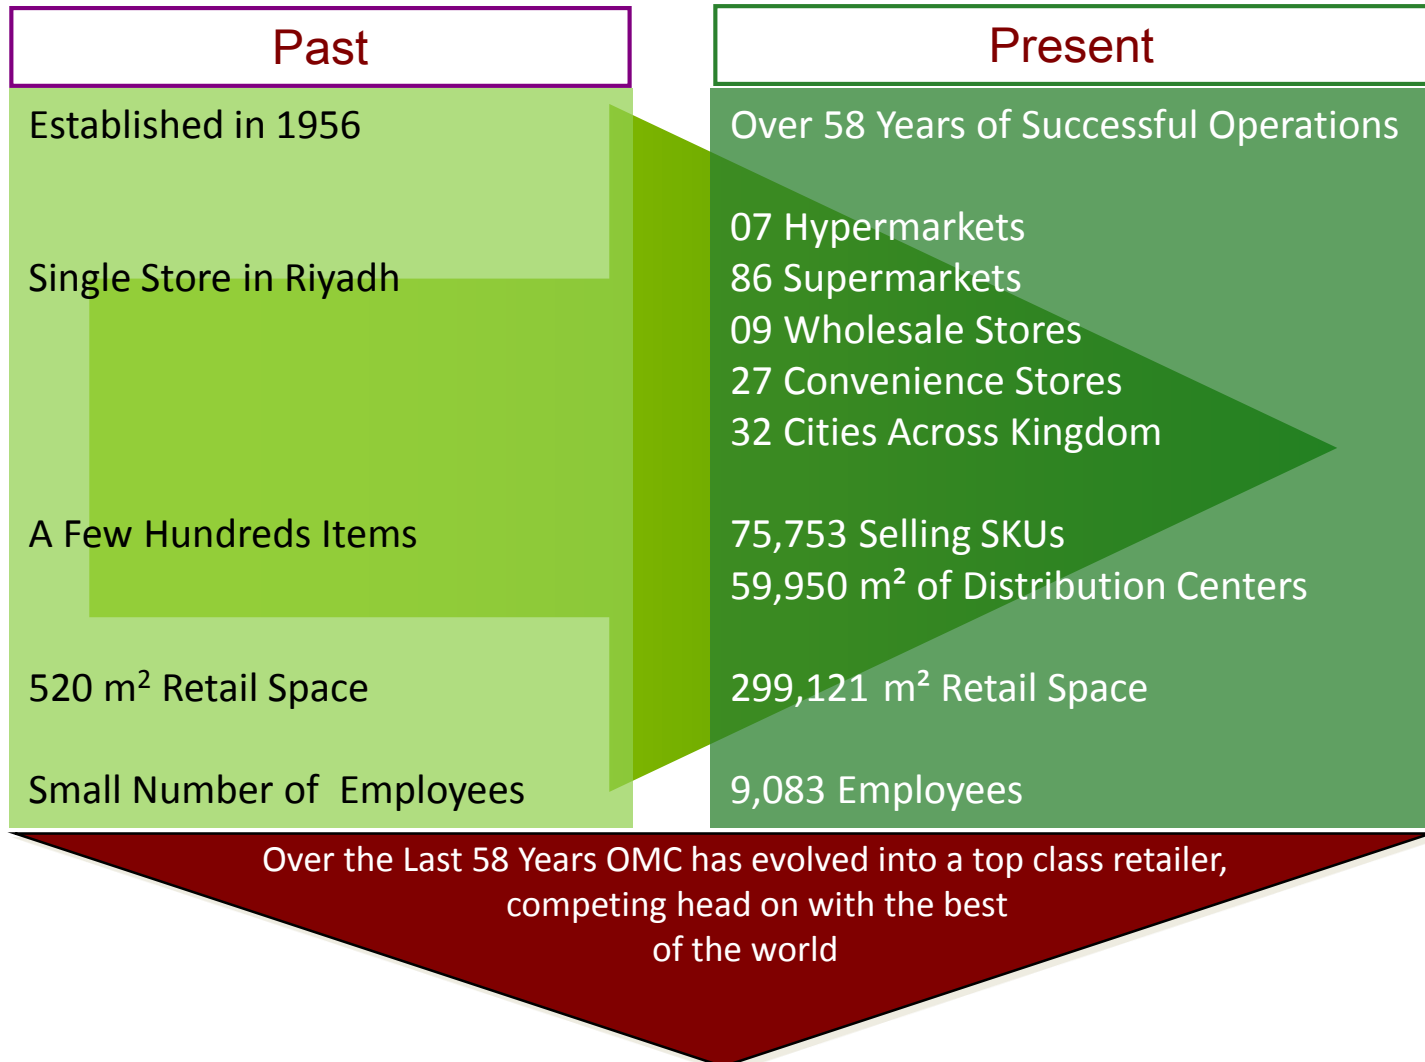 Past
Established in 1956
Single Store in Riyadh
A Few Hundreds Items
520 m² Retail Space
Small Number of  Employees
Present
Over 58 Years of Successful Operations
07 Hypermarkets
86 Supermarkets
09 Wholesale Stores
27 Convenience Stores
32 Cities Across Kingdom
75,753 Selling SKUs
59,950 m² of Distribution Centers
299,121 m² Retail Space
9,083 Employees
Over the Last 58 Years OMC has evolved into a top class retailer,
competing head on with the best
of the world